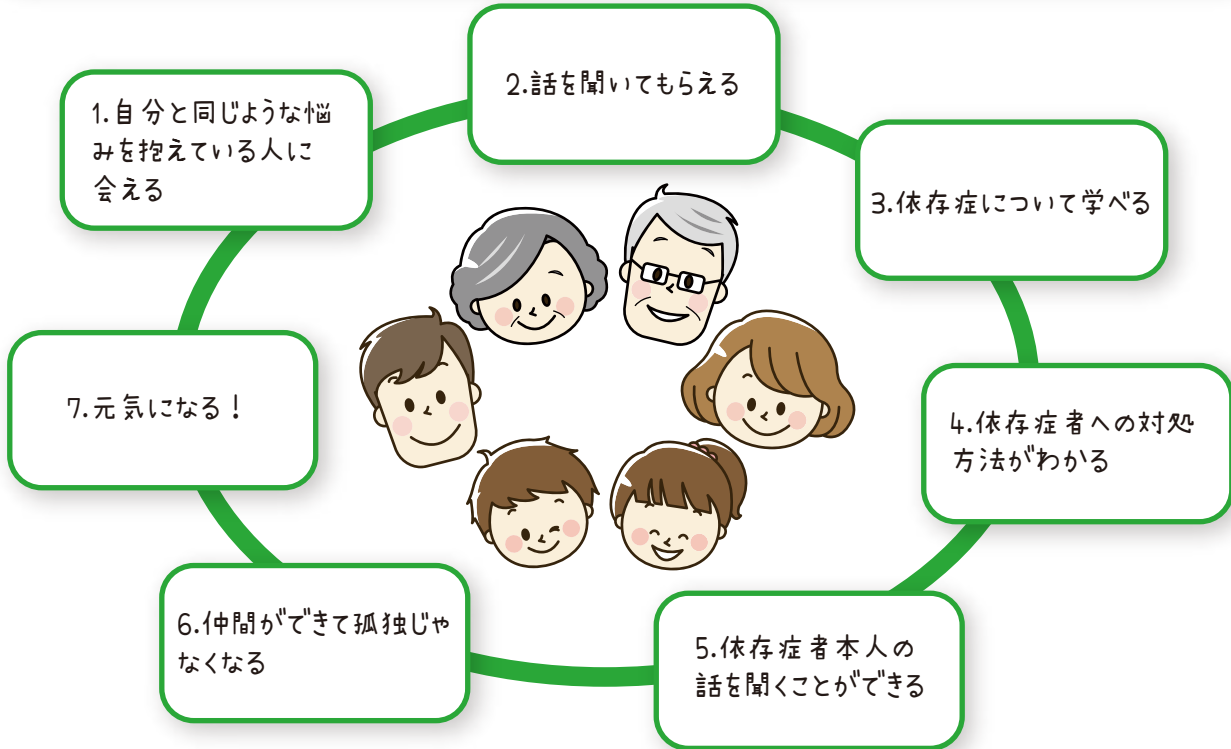 1.自分と同じような悩
みを抱えている人に
会える
2.話を聞いてもらえる
3.依存症について学べる
4.依存症者への対処
方法がわかる
5.依存症者本人の
話を聞くことができる
6.仲間ができて孤独じゃ
なくなる
7.元気になる!